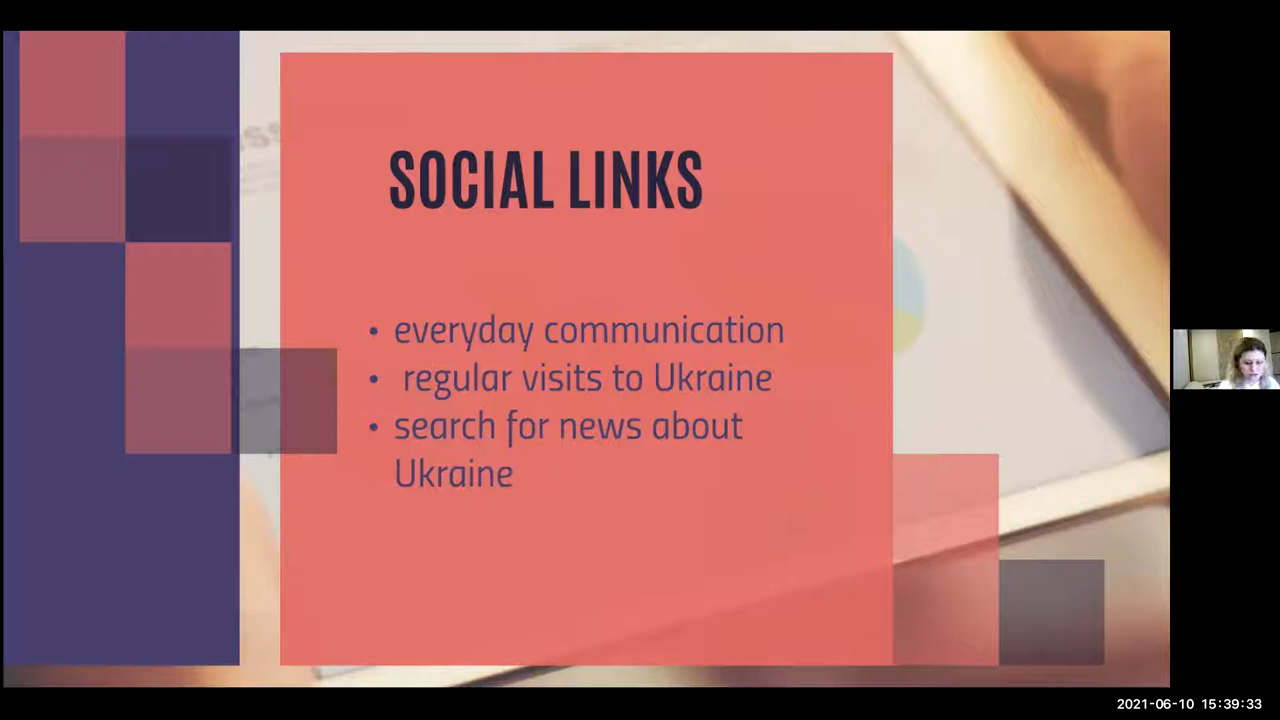 SOCIAL LINKS
• everyday communication
• regular visits to Ukraine
• search for news about
Ukraine
2021-06-10 15:39:33